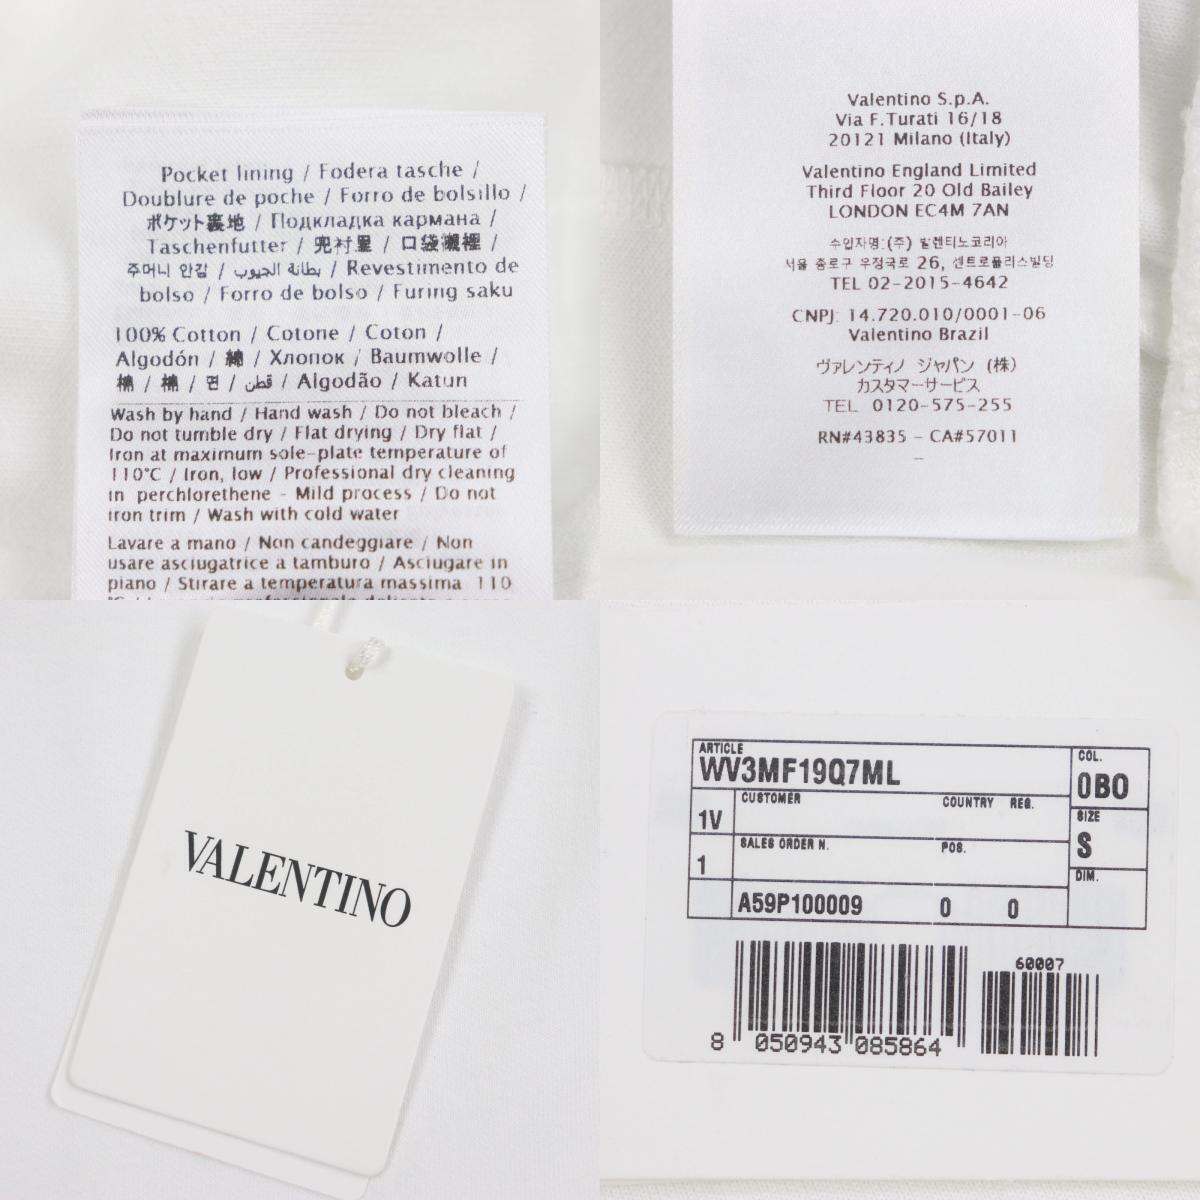 Pocket lining / Fodera tasche /
Doublure de poche / Forro de bolsillo /
ポケット裏地 / Подкладка кармана /
Taschenfutter / 兜衬里 / 口袋襯裡 /
주머니 안감 / بطانة الجيوب / Revestimento de
bolso / Forro de bolso / Furing saku
100% Cotton / Cotone / Coton /
Algodón / 綿 / Хлопок / Baumwolle /
棉 / 棉 / 면 / قطن / Algodão / Katun
Wash by hand / Hand wash / Do not bleach /
Do not tumble dry / Flat drying / Dry flat /
Iron at maximum sole-plate temperature of
110°C / Iron, low / Professional dry cleaning
in perchlorethene - Mild process / Do not
iron trim / Wash with cold water
Lavare a mano / Non candeggiare / Non
usare asciugatrice a tamburo / Asciugare in
piano / Stirare a temperatura massima 110
Valentino S.p.A.
Via F.Turati 16/18
20121 Milano (Italy)
Valentino England Limited
Third Floor 20 Old Bailey
LONDON EC4M 7AN
수입자명:(주) 발렌티노코리아
서울 종로구 우정국로 26, 센트로폴리스빌딩
TEL 02-2015-4642
CNPJ: 14.720.010/0001-06
Valentino Brazil
ヴァレンティノ ジャパン (株)
カスタマーサービス
TEL 0120-575-255
RN#43835 - CA#57011
VALENTINO
ARTICLE
WV3MF19Q7ML
COL.
0BO
1V
CUSTOMER
COUNTRY REG.
SIZE
S
1
SALES ORDER N.
POS.
DIM.
A59P100009 0 0
60007
8 050943 085864